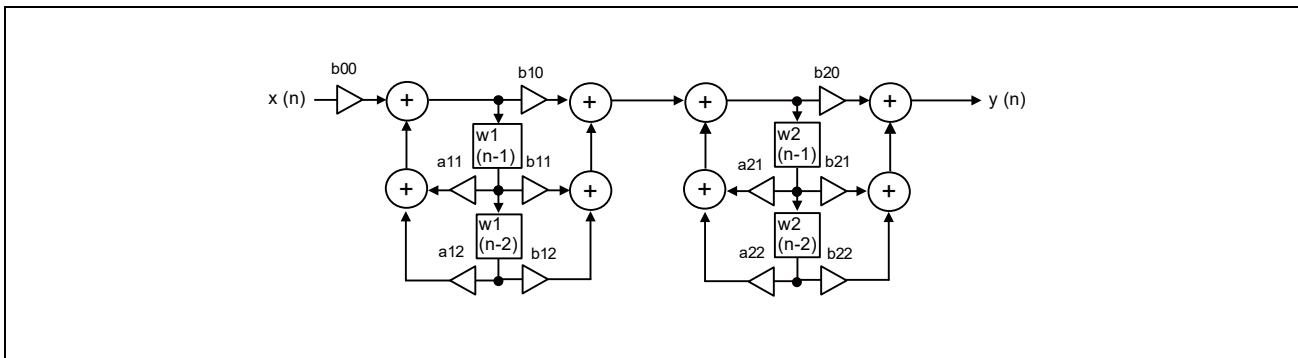 b00
b10
b20
x (n)
+
+
+
+
y (n)
w1
(n-1)
w2
(n-1)
a11
b11
a21
b21
+
+
+
+
w1
(n-2)
w2
(n-2)
a12
b12
a22
b22